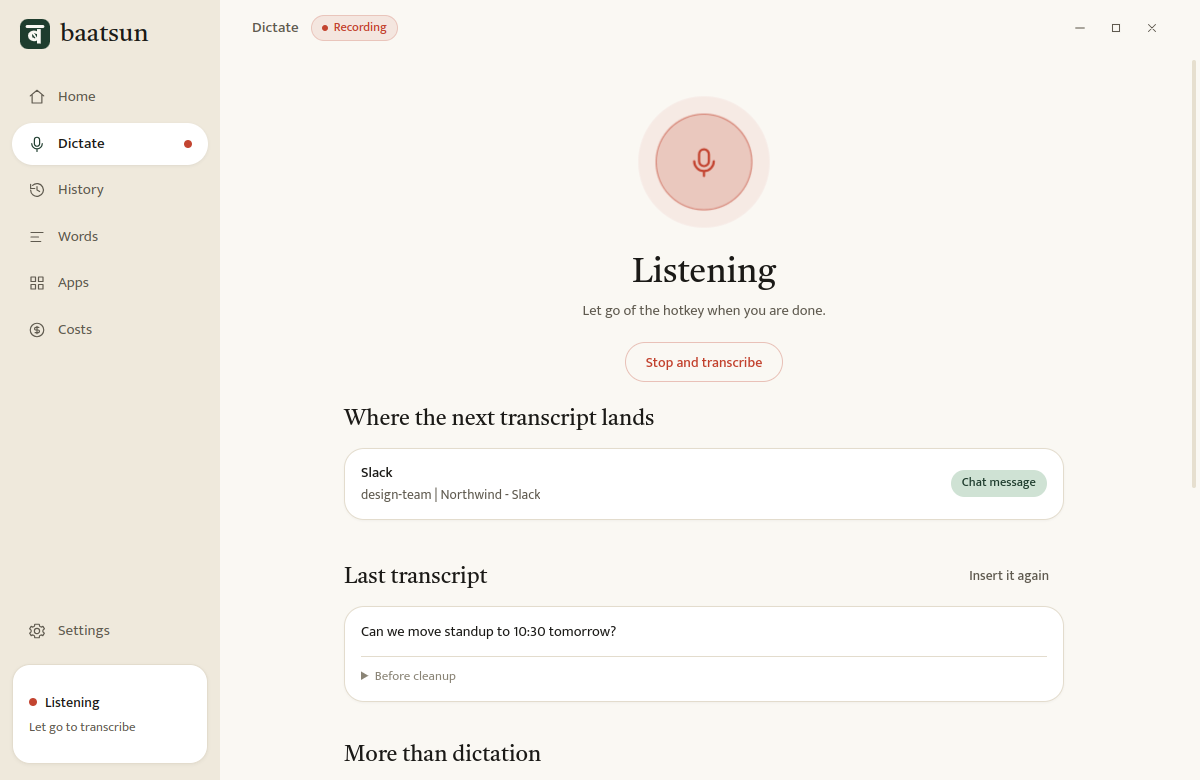 ब baatsun
Home
Dictate
History
Words
Apps
Costs
Settings
Listening
Let go to transcribe
Dictate
Recording
Listening
Let go of the hotkey when you are done.
Stop and transcribe
Where the next transcript lands
Slack
design-team | Northwind - Slack
Chat message
Last transcript
Insert it again
Can we move standup to 10:30 tomorrow?
Before cleanup
More than dictation